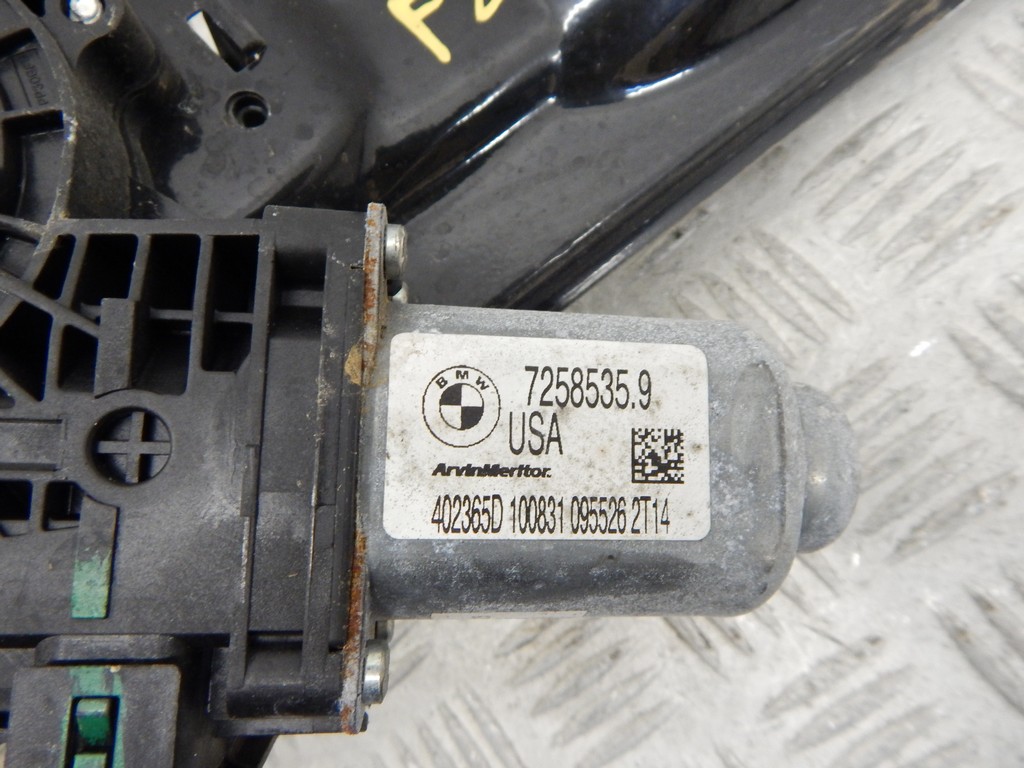 BMW
7258535.9
USA
ArvinMeritor.
402365D 100831 095526 2T14